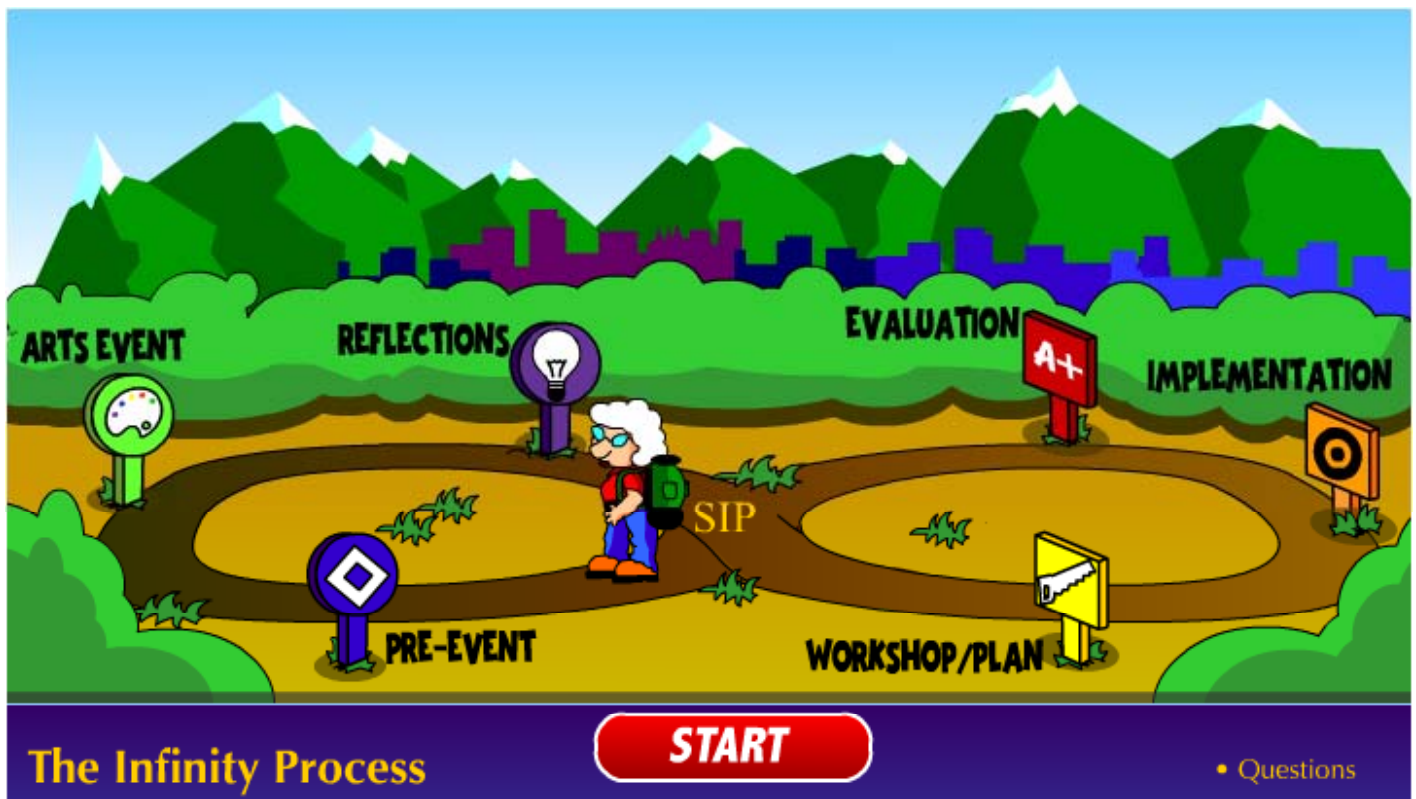 ARTS EVENT
REFLECTIONS
EVALUATION
A+
IMPLEMENTATION
SIP
PRE-EVENT
WORKSHOP/PLAN
START
The Infinity Process
• Questions